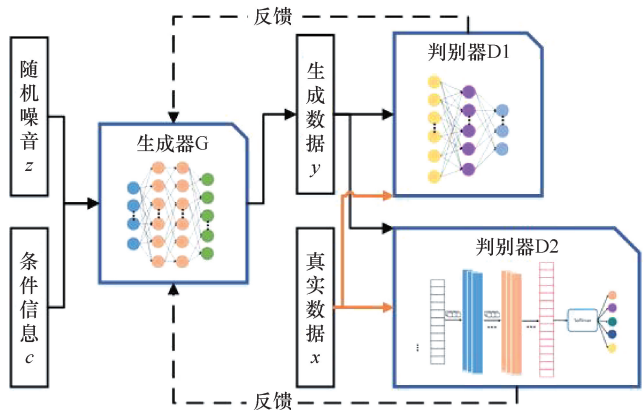 反馈
随机噪音z
生成器G
生成数据y
判别器D1
条件信息c
真实数据x
判别器D2
Softmax
反馈